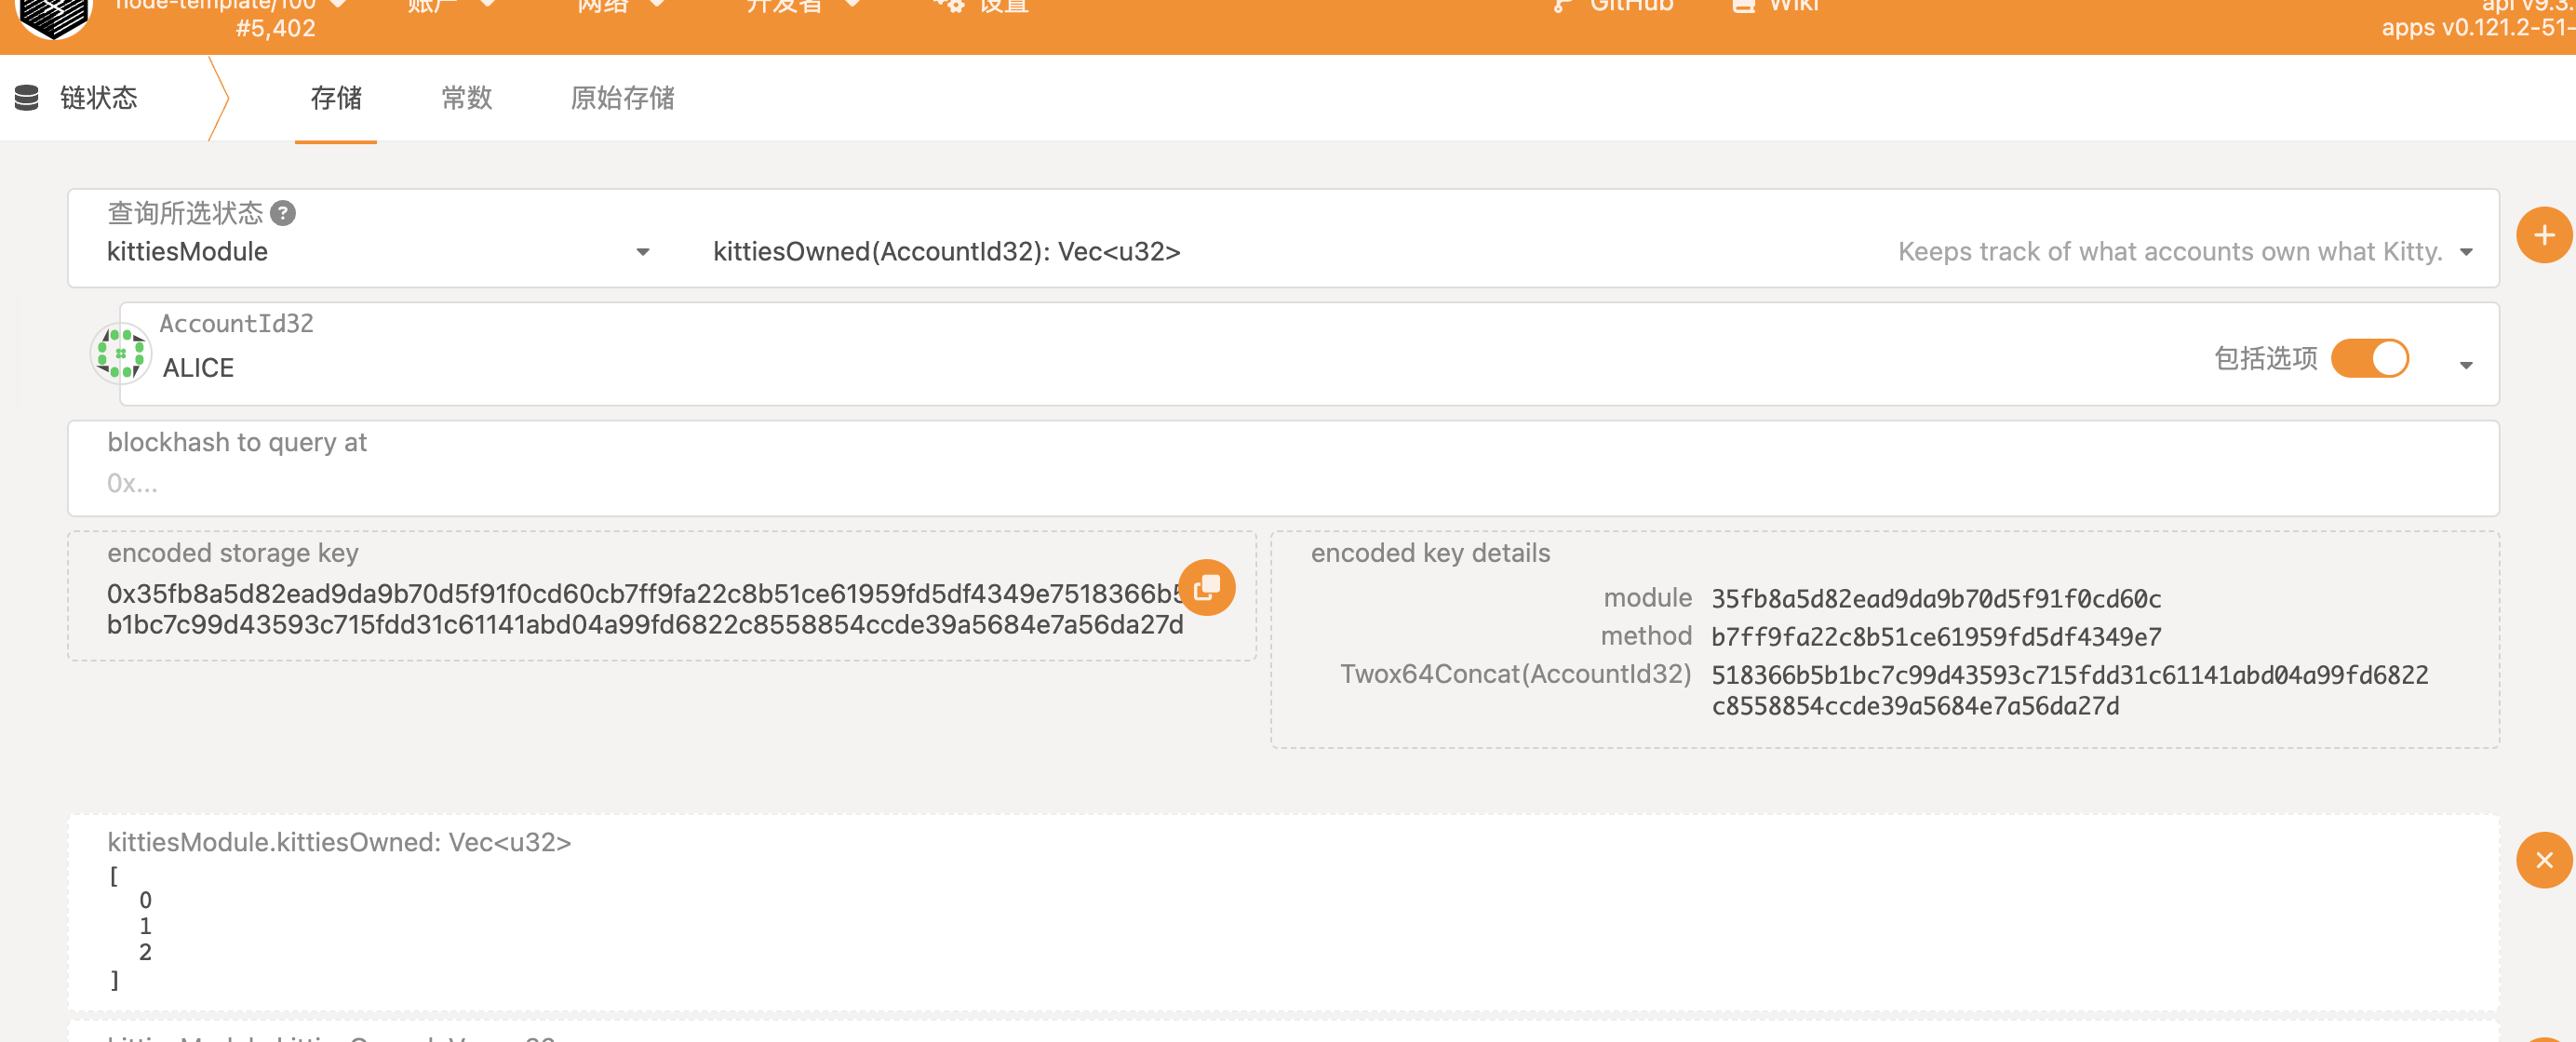 node-template/100
#5,402
账户
网络
开发者
设置
GitHub
Wiki
api v9.3.
apps v0.121.2-51-
链状态
存储
常数
原始存储
查询所选状态 ?
kittiesModule
kittiesOwned(AccountId32): Vec<u32>
Keeps track of what accounts own what Kitty.
AccountId32
ALICE
包括选项
blockhash to query at
0x...
encoded storage key
0x35fb8a5d82ead9da9b70d5f91f0cd60cb7ff9fa22c8b51ce61959fd5df4349e7518366b5
b1bc7c99d43593c715fdd31c61141abd04a99fd6822c8558854ccde39a5684e7a56da27d
encoded key details
module 35fb8a5d82ead9da9b70d5f91f0cd60c
method b7ff9fa22c8b51ce61959fd5df4349e7
Twox64Concat(AccountId32) 518366b5b1bc7c99d43593c715fdd31c61141abd04a99fd6822
c8558854ccde39a5684e7a56da27d
kittiesModule.kittiesOwned: Vec<u32>
[
0
1
2
]